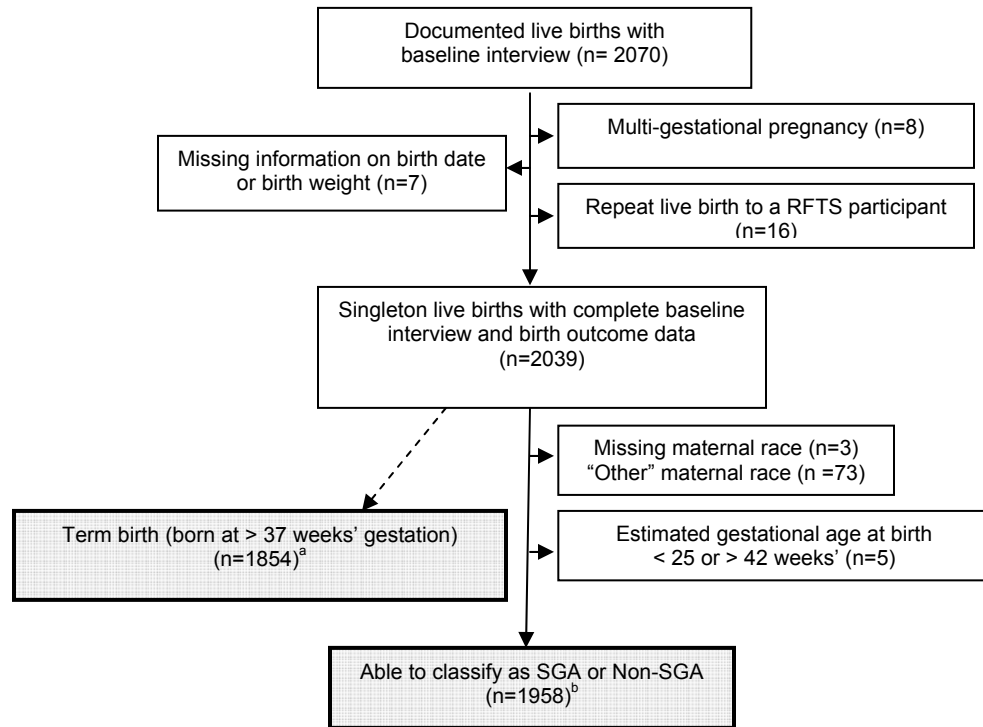 Documented live births with
baseline interview (n= 2070)
Multi-gestational pregnancy (n=8)
Missing information on birth date
or birth weight (n=7)
Repeat live birth to a RFTS participant
(n=16)
Singleton live births with complete baseline
interview and birth outcome data
(n=2039)
Missing maternal race (n=3)
“Other” maternal race (n =73)
Term birth (born at > 37 weeks’ gestation)
(n=1854)a
Estimated gestational age at birth
< 25 or > 42 weeks’ (n=5)
Able to classify as SGA or Non-SGA
(n=1958)b